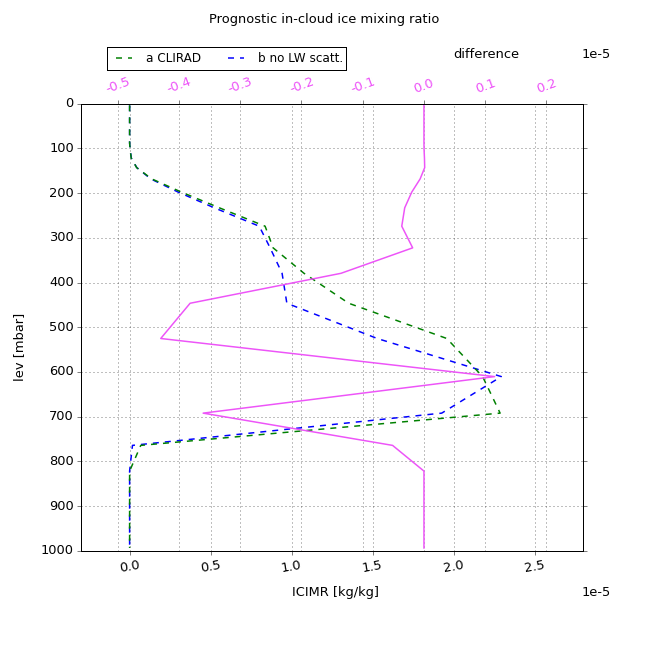 Prognostic in-cloud ice mixing ratio
a CLIRAD b no LW scatt.
difference 1e-5
-0.5 -0.4 -0.3 -0.2 -0.1 0.0 0.1 0.2
0
100
200
300
400
500
600
700
800
900
1000
lev [mbar]
0.0 0.5 1.0 1.5 2.0 2.5
ICIMR [kg/kg] 1e-5